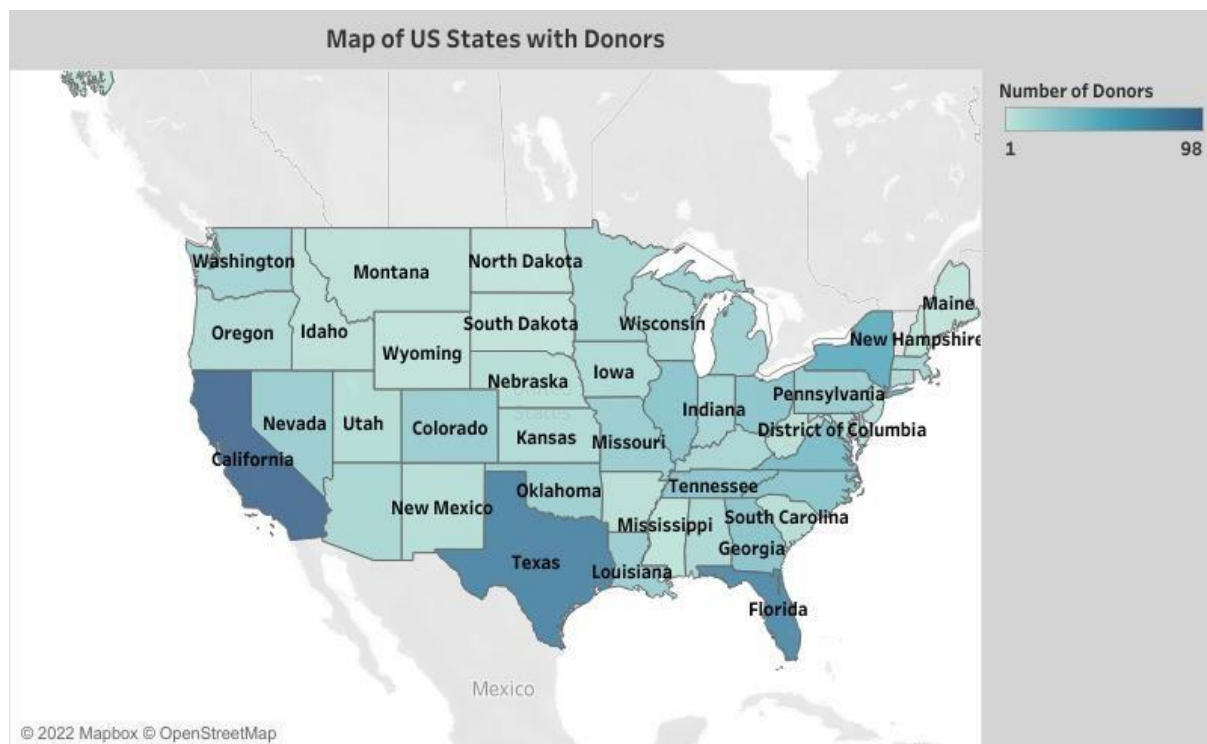 Map of US States with Donors
Number of Donors
1 98
Washington
Montana
North Dakota
Maine
Oregon
Idaho
South Dakota
Wisconsin
New Hampshire
Wyoming
Nebraska
Iowa
United
States
Pennsylvania
Nevada
Utah
Colorado
Kansas
Missouri
Indiana
District of Columbia
California
New Mexico
Oklahoma
Tennessee
Mississippi
South Carolina
Texas
Georgia
Louisiana
Florida
Mexico
© 2022 Mapbox © OpenStreetMap